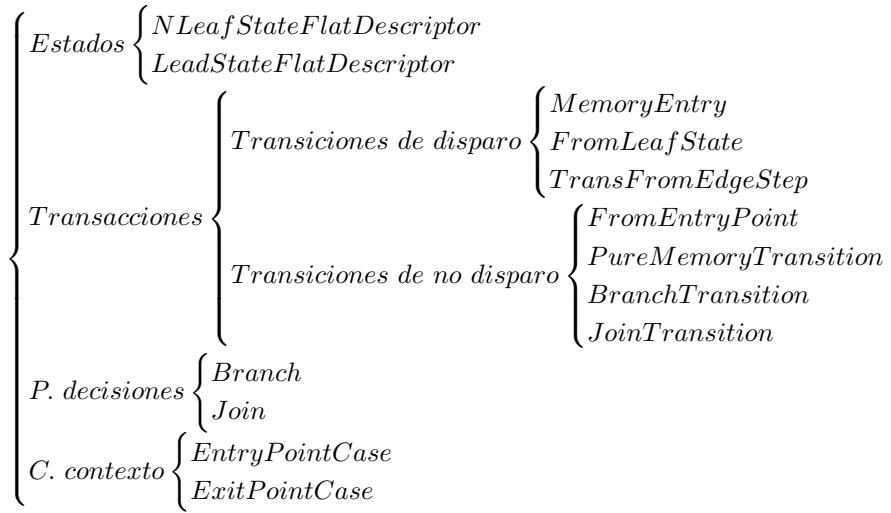 Estados
NLeafStateFlatDescriptor
LeadStateFlatDescriptor
Transacciones
Transiciones de disparo
MemoryEntry
FromLeafState
TransFromEdgeStep
Transiciones de no disparo
FromEntryPoint
PureMemoryTransition
BranchTransition
JoinTransition
P. decisiones
Branch
Join
C. contexto
EntryPointCase
ExitPointCase